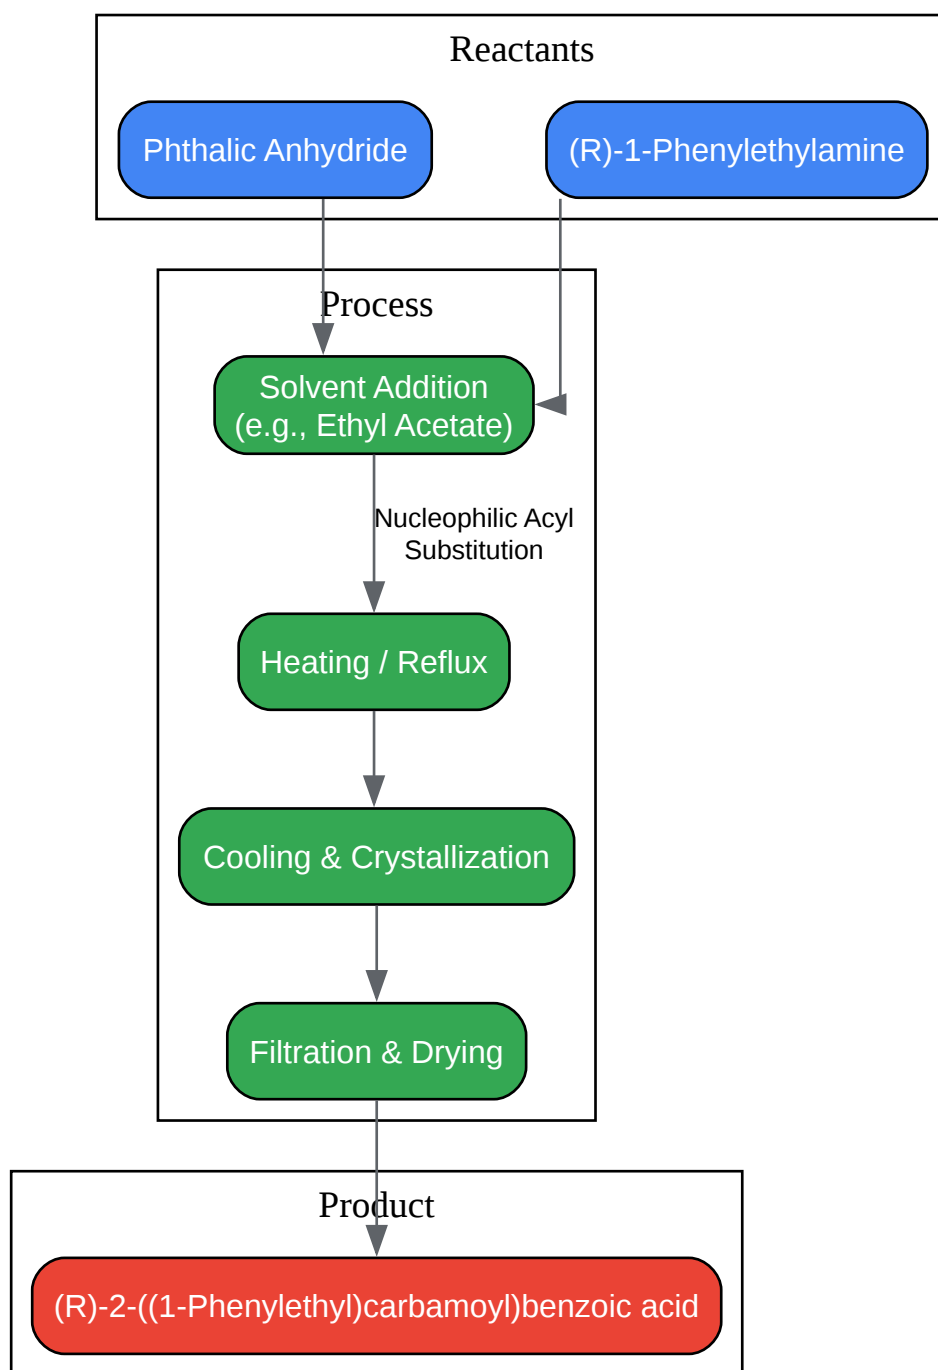 Reactants
Phthalic Anhydride
(R)-1-Phenylethylamine
Process
Solvent Addition
(e.g., Ethyl Acetate)
Nucleophilic Acyl
Substitution
Heating / Reflux
Cooling & Crystallization
Filtration & Drying
Product
(R)-2-((1-Phenylethyl)carbamoyl)benzoic acid